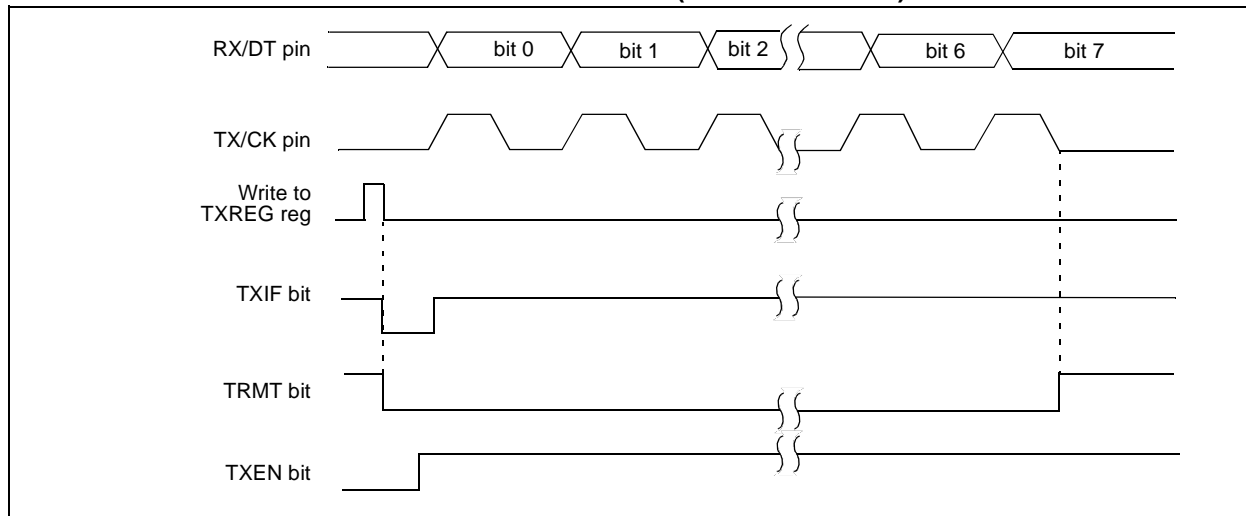 RX/DT pin
bit 0 bit 1 bit 2 bit 6 bit 7
TX/CK pin
Write to
TXREG reg
TXIF bit
TRMT bit
TXEN bit